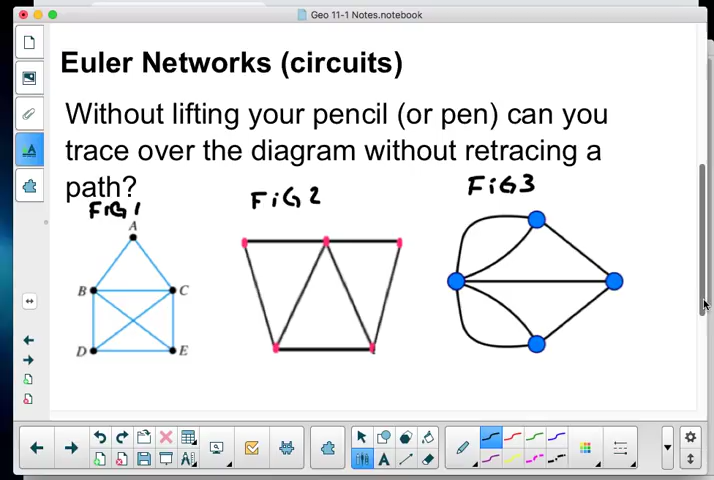 Geo 11-1 Notes.notebook
Euler Networks (circuits)
Without lifting your pencil (or pen) can you
trace over the diagram without retracing a
path?
FiG 1
FiG 2
FiG 3
A
B
C
D
E